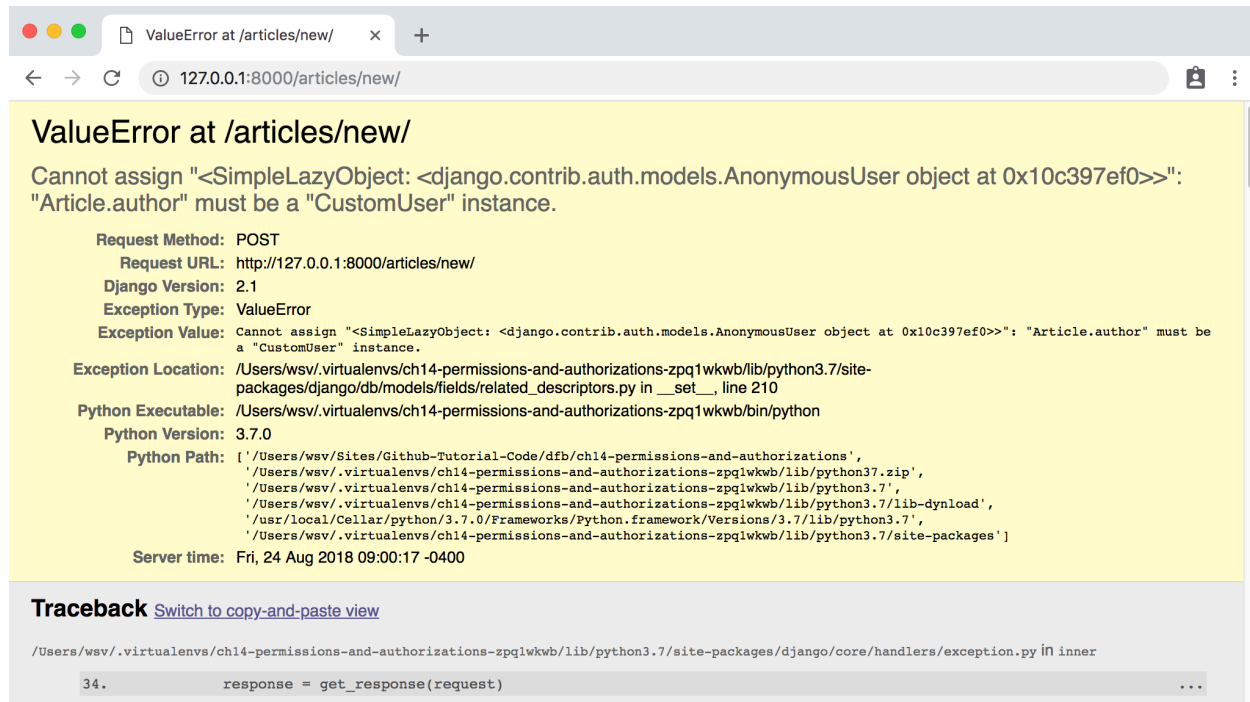 ValueError at /articles/new/
127.0.0.1:8000/articles/new/
ValueError at /articles/new/
Cannot assign "<SimpleLazyObject: <django.contrib.auth.models.AnonymousUser object at 0x10c397ef0>>":
"Article.author" must be a "CustomUser" instance.
Request Method: POST
Request URL: http://127.0.0.1:8000/articles/new/
Django Version: 2.1
Exception Type: ValueError
Exception Value: Cannot assign "<SimpleLazyObject: <django.contrib.auth.models.AnonymousUser object at 0x10c397ef0>>": "Article.author" must be
a "CustomUser" instance.
Exception Location: /Users/wsv/.virtualenvs/ch14-permissions-and-authorizations-zpq1wkwb/lib/python3.7/site-
packages/django/db/models/fields/related_descriptors.py in __set__, line 210
Python Executable: /Users/wsv/.virtualenvs/ch14-permissions-and-authorizations-zpq1wkwb/bin/python
Python Version: 3.7.0
Python Path: ['/Users/wsv/Sites/Github-Tutorial-Code/dfb/ch14-permissions-and-authorizations',
'/Users/wsv/.virtualenvs/ch14-permissions-and-authorizations-zpq1wkwb/lib/python37.zip',
'/Users/wsv/.virtualenvs/ch14-permissions-and-authorizations-zpq1wkwb/lib/python3.7',
'/Users/wsv/.virtualenvs/ch14-permissions-and-authorizations-zpq1wkwb/lib/python3.7/lib-dynload',
'/usr/local/Cellar/python/3.7.0/Frameworks/Python.framework/Versions/3.7/lib/python3.7',
'/Users/wsv/.virtualenvs/ch14-permissions-and-authorizations-zpq1wkwb/lib/python3.7/site-packages']
Server time: Fri, 24 Aug 2018 09:00:17 -0400
Traceback Switch to copy-and-paste view
/Users/wsv/.virtualenvs/ch14-permissions-and-authorizations-zpq1wkwb/lib/python3.7/site-packages/django/core/handlers/exception.py in inner
34. response = get_response(request) ...